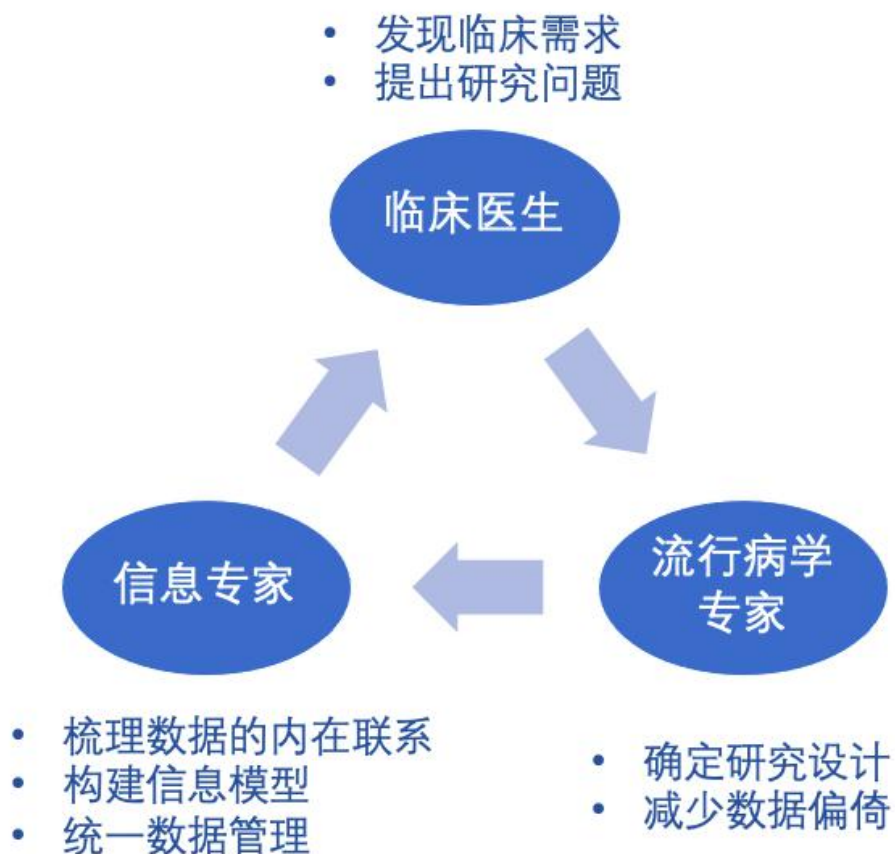 • 发现临床需求
• 提出研究问题
临床医生
信息专家
流行病学
专家
• 梳理数据的内在联系
• 构建信息模型
• 统一数据管理
• 确定研究设计
• 减少数据偏倚